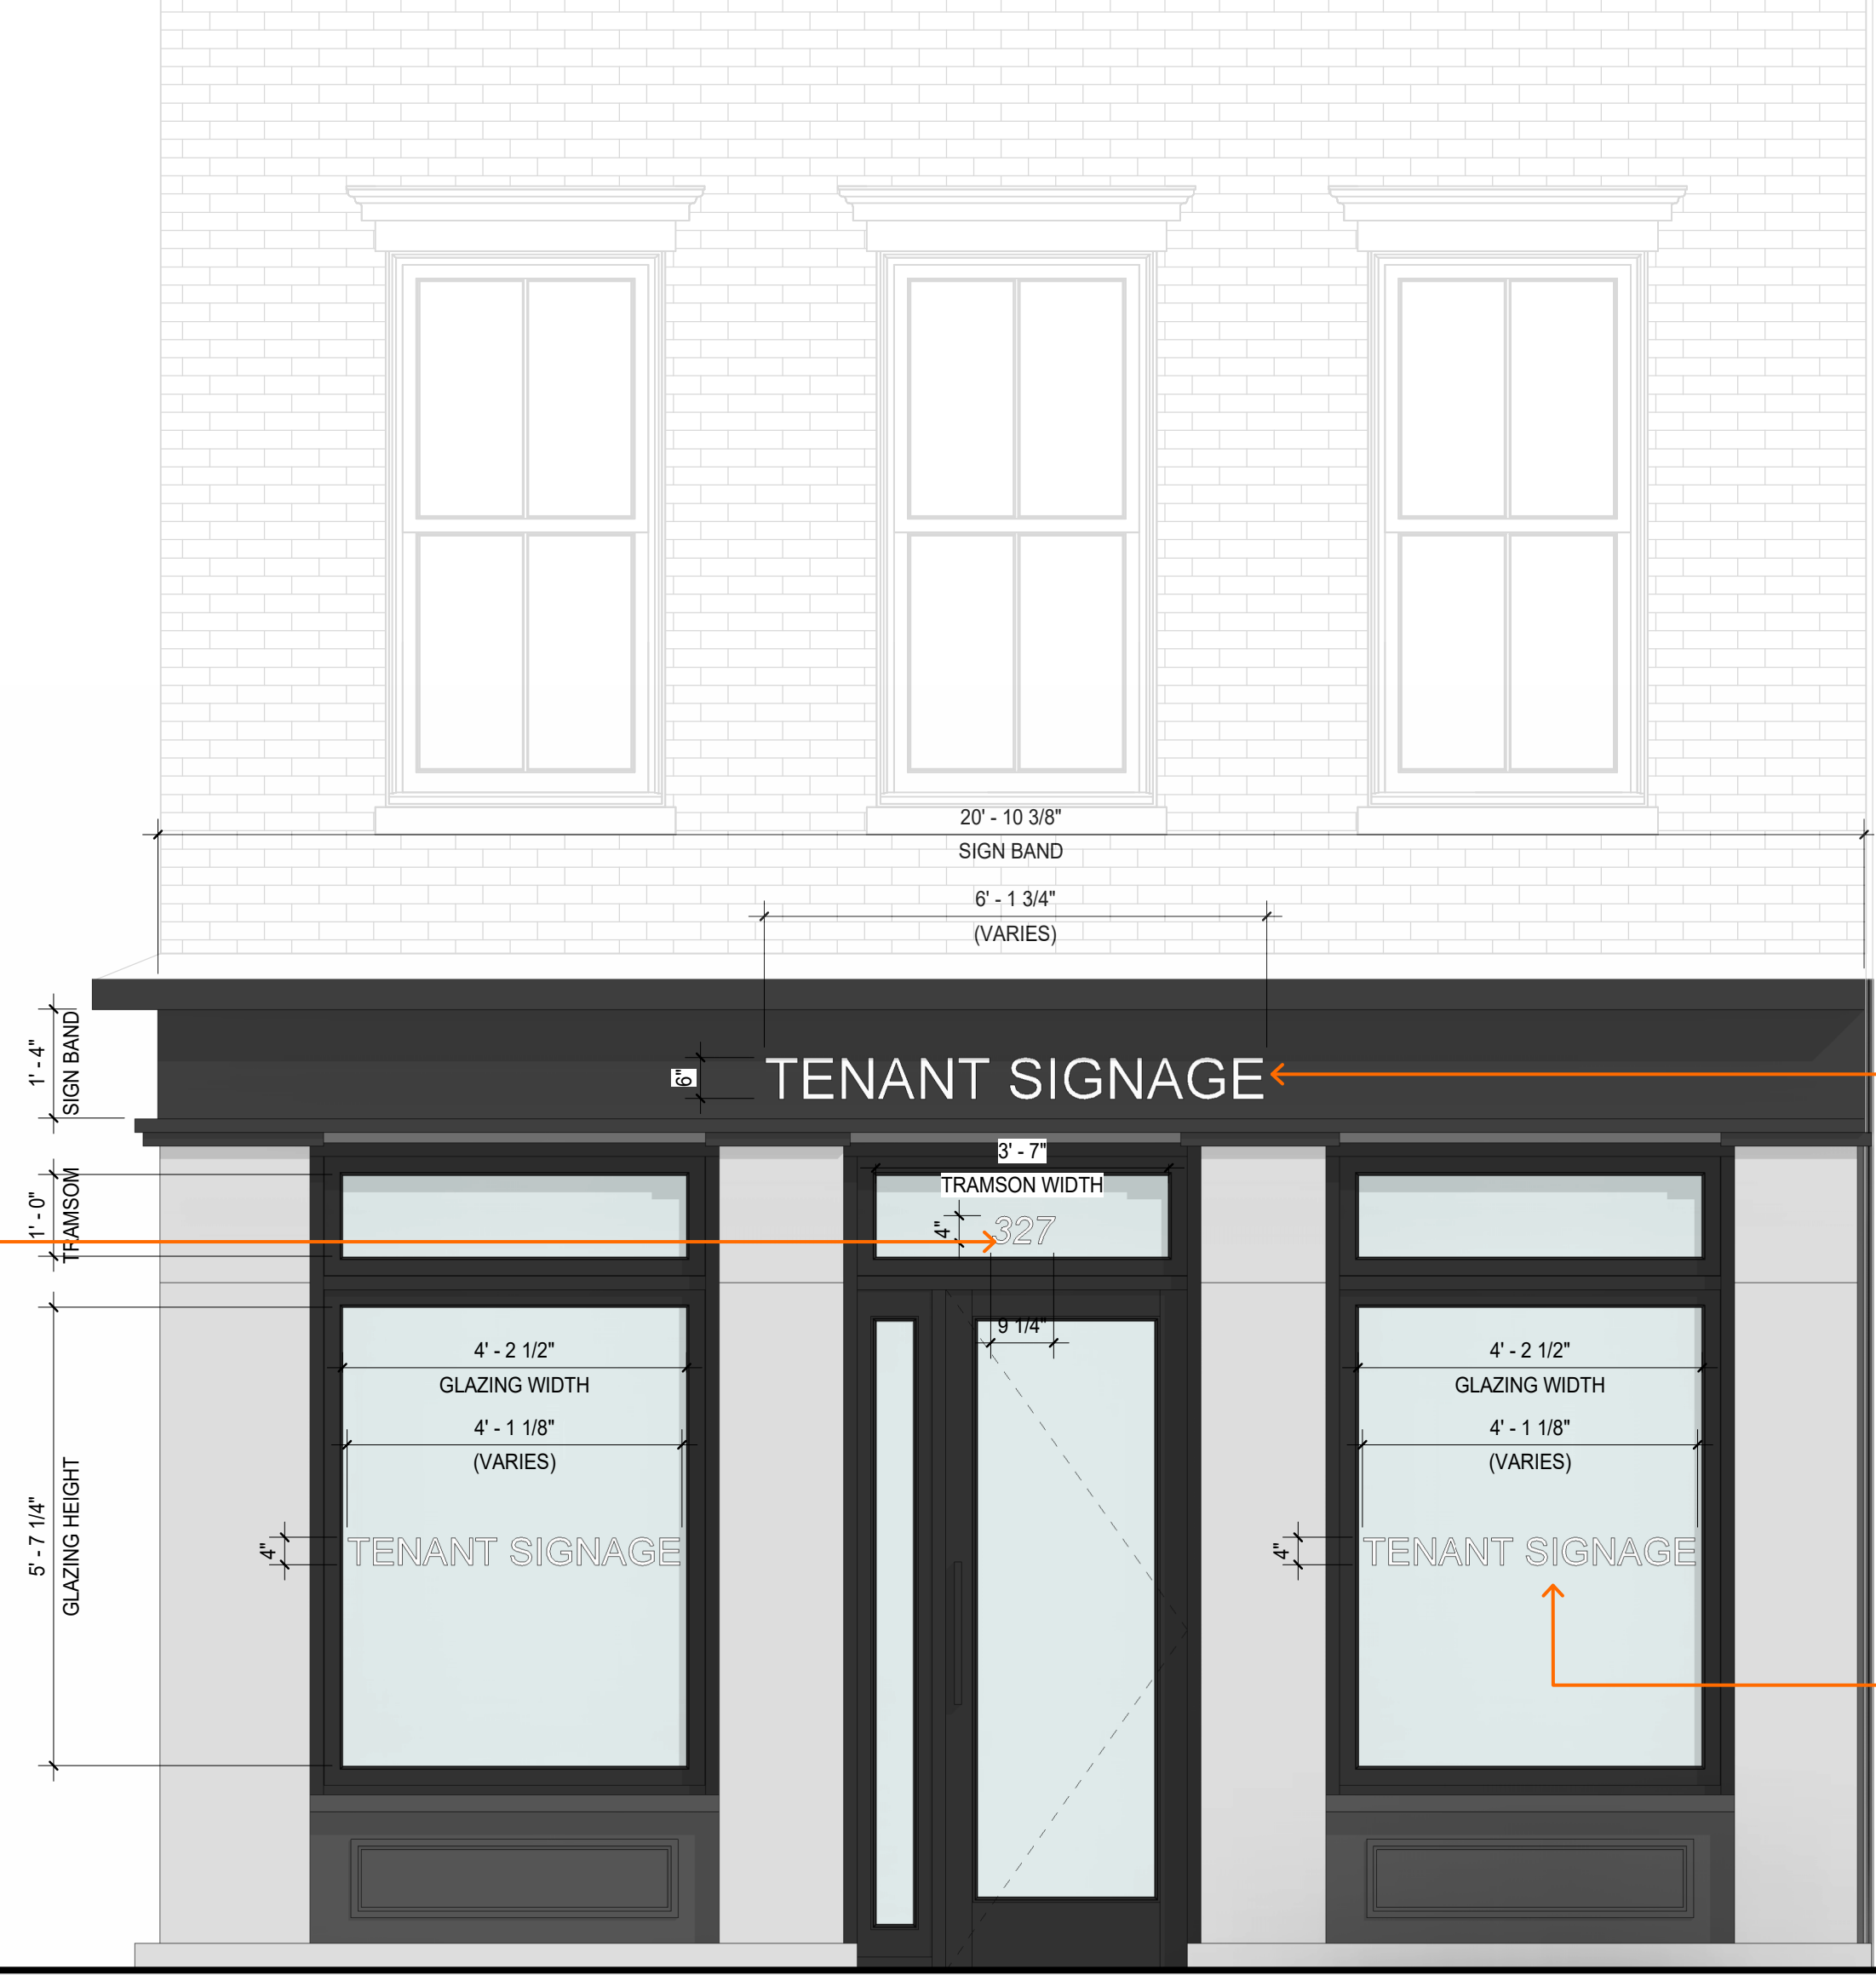 20' - 10 3/8"
SIGN BAND
6' - 1 3/4"
(VARIES)
1' - 4"
SIGN BAND
6"
TENANT SIGNAGE
3' - 7"
TRAMSON WIDTH
1' - 0"
TRAMSOM
4"
327
9 1/4"
4' - 2 1/2"
GLAZING WIDTH
4' - 1 1/8"
(VARIES)
4' - 2 1/2"
GLAZING WIDTH
4' - 1 1/8"
(VARIES)
5' - 7 1/4"
GLAZING HEIGHT
4"
TENANT SIGNAGE
4"
TENANT SIGNAGE